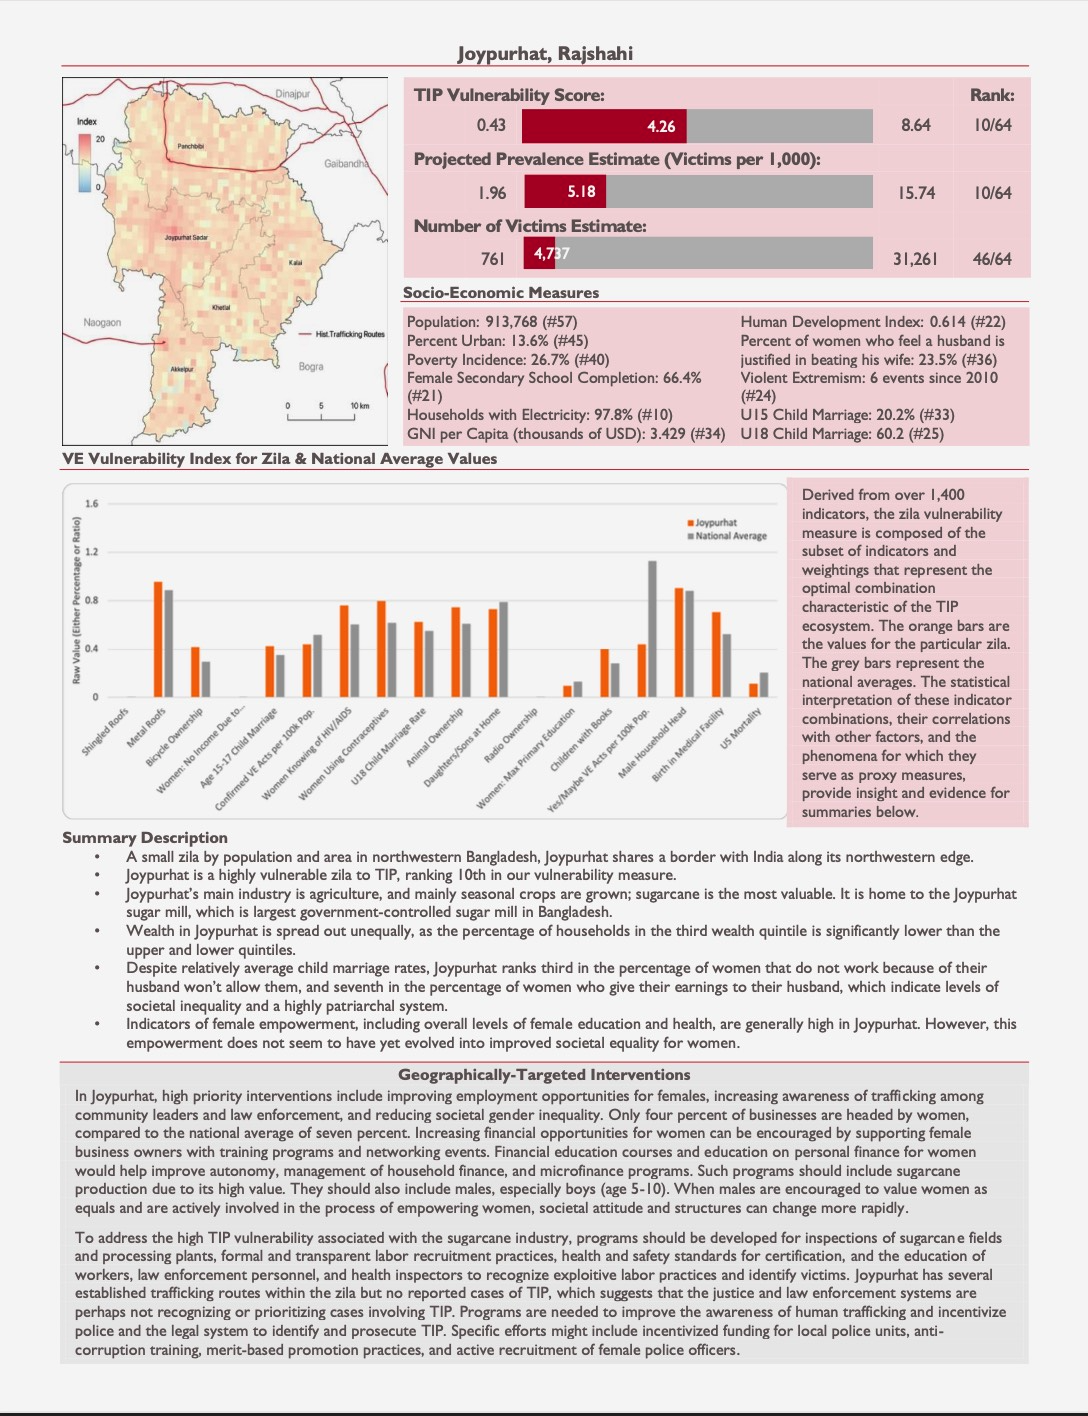 Joypurhat, Rajshahi
Dinajpur
Index
20
0
Panchbibi
Gaibandha
Joypurhat Sadar
Kalai
Khetlal
Naogaon
Hist.Trafficking Routes
Akkelpur
Bogra
0 5 10 km
TIP Vulnerability Score: Rank:
0.43 4.26 8.64 10/64
Projected Prevalence Estimate (Victims per 1,000):
1.96 5.18 15.74 10/64
Number of Victims Estimate:
761 4,737 31,261 46/64
Socio-Economic Measures
Population: 913,768 (#57)
Percent Urban: 13.6% (#45)
Poverty Incidence: 26.7% (#40)
Female Secondary School Completion: 66.4%
(#21)
Households with Electricity: 97.8% (#10)
GNI per Capita (thousands of USD): 3.429 (#34)
Human Development Index: 0.614 (#22)
Percent of women who feel a husband is
justified in beating his wife: 23.5% (#36)
Violent Extremism: 6 events since 2010
(#24)
U15 Child Marriage: 20.2% (#33)
U18 Child Marriage: 60.2 (#25)
VE Vulnerability Index for Zila & National Average Values
Raw Value (Either Percentage or Ratio)
1.6
1.2
0.8
0.4
0
Joypurhat
National Average
Shingled Roofs
Metal Roofs
Bicycle Ownership
Women: No Income Due to...
Age 15-17 Child Marriage
Confirmed VE Acts per 100k Pop.
Women Knowing of HIV/AIDS
Women Using Contraceptives
U18 Child Marriage Rate
Animal Ownership
Daughters/Sons at Home
Radio Ownership
Women: Max Primary Education
Children with Books
Yes/Maybe VE Acts per 100k Pop.
Male Household Head
Birth in Medical Facility
U5 Mortality
Derived from over 1,400
indicators, the zila vulnerability
measure is composed of the
subset of indicators and
weightings that represent the
optimal combination
characteristic of the TIP
ecosystem. The orange bars are
the values for the particular zila.
The grey bars represent the
national averages. The statistical
interpretation of these indicator
combinations, their correlations
with other factors, and the
phenomena for which they
serve as proxy measures,
provide insight and evidence for
summaries below.
Summary Description
• A small zila by population and area in northwestern Bangladesh, Joypurhat shares a border with India along its northwestern edge.
• Joypurhat is a highly vulnerable zila to TIP, ranking 10th in our vulnerability measure.
• Joypurhat's main industry is agriculture, and mainly seasonal crops are grown; sugarcane is the most valuable. It is home to the Joypurhat
sugar mill, which is largest government-controlled sugar mill in Bangladesh.
• Wealth in Joypurhat is spread out unequally, as the percentage of households in the third wealth quintile is significantly lower than the
upper and lower quintiles.
• Despite relatively average child marriage rates, Joypurhat ranks third in the percentage of women that do not work because of their
husband won't allow them, and seventh in the percentage of women who give their earnings to their husband, which indicate levels of
societal inequality and a highly patriarchal system.
• Indicators of female empowerment, including overall levels of female education and health, are generally high in Joypurhat. However, this
empowerment does not seem to have yet evolved into improved societal equality for women.
Geographically-Targeted Interventions
In Joypurhat, high priority interventions include improving employment opportunities for females, increasing awareness of trafficking among
community leaders and law enforcement, and reducing societal gender inequality. Only four percent of businesses are headed by women,
compared to the national average of seven percent. Increasing financial opportunities for women can be encouraged by supporting female
business owners with training programs and networking events. Financial education courses and education on personal finance for women
would help improve autonomy, management of household finance, and microfinance programs. Such programs should include sugarcane
production due to its high value. They should also include males, especially boys (age 5-10). When males are encouraged to value women as
equals and are actively involved in the process of empowering women, societal attitude and structures can change more rapidly.
To address the high TIP vulnerability associated with the sugarcane industry, programs should be developed for inspections of sugarcane fields
and processing plants, formal and transparent labor recruitment practices, health and safety standards for certification, and the education of
workers, law enforcement personnel, and health inspectors to recognize exploitive labor practices and identify victims. Joypurhat has several
established trafficking routes within the zila but no reported cases of TIP, which suggests that the justice and law enforcement systems are
perhaps not recognizing or prioritizing cases involving TIP. Programs are needed to improve the awareness of human trafficking and incentivize
police and the legal system to identify and prosecute TIP. Specific efforts might include incentivized funding for local police units, anti-
corruption training, merit-based promotion practices, and active recruitment of female police officers.